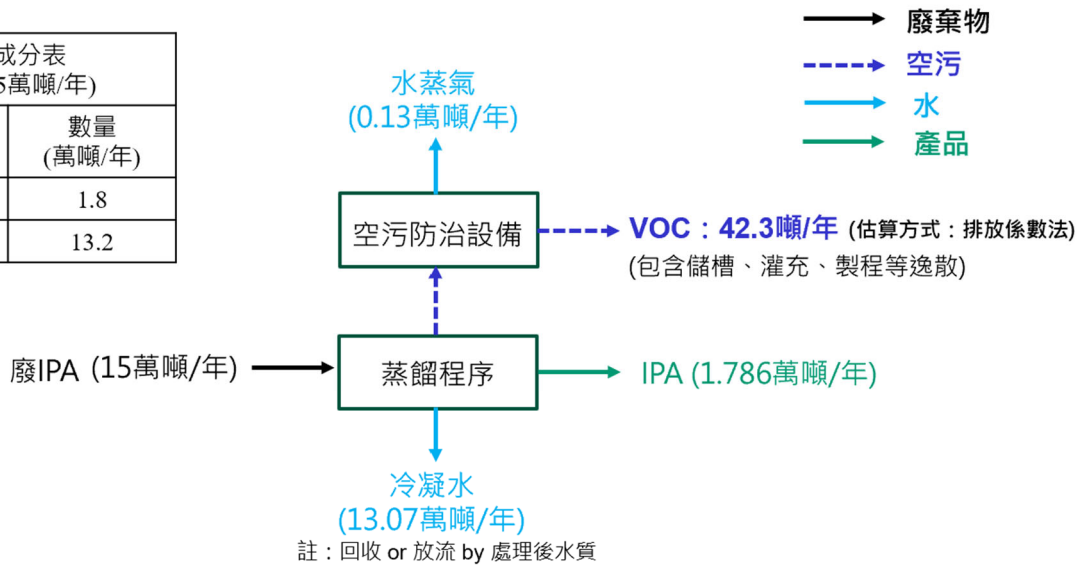 廢棄物
空污
水
產品
成分表
5萬噸/年)
數量
(萬噸/年)
1.8
13.2
水蒸氣
(0.13萬噸/年)
空污防治設備
VOC：42.3噸/年 (估算方式：排放係數法)
(包含儲槽、灌充、製程等逸散)
廢IPA (15萬噸/年)
蒸餾程序
IPA (1.786萬噸/年)
冷凝水
(13.07萬噸/年)
註：回收 or 放流 by 處理後水質